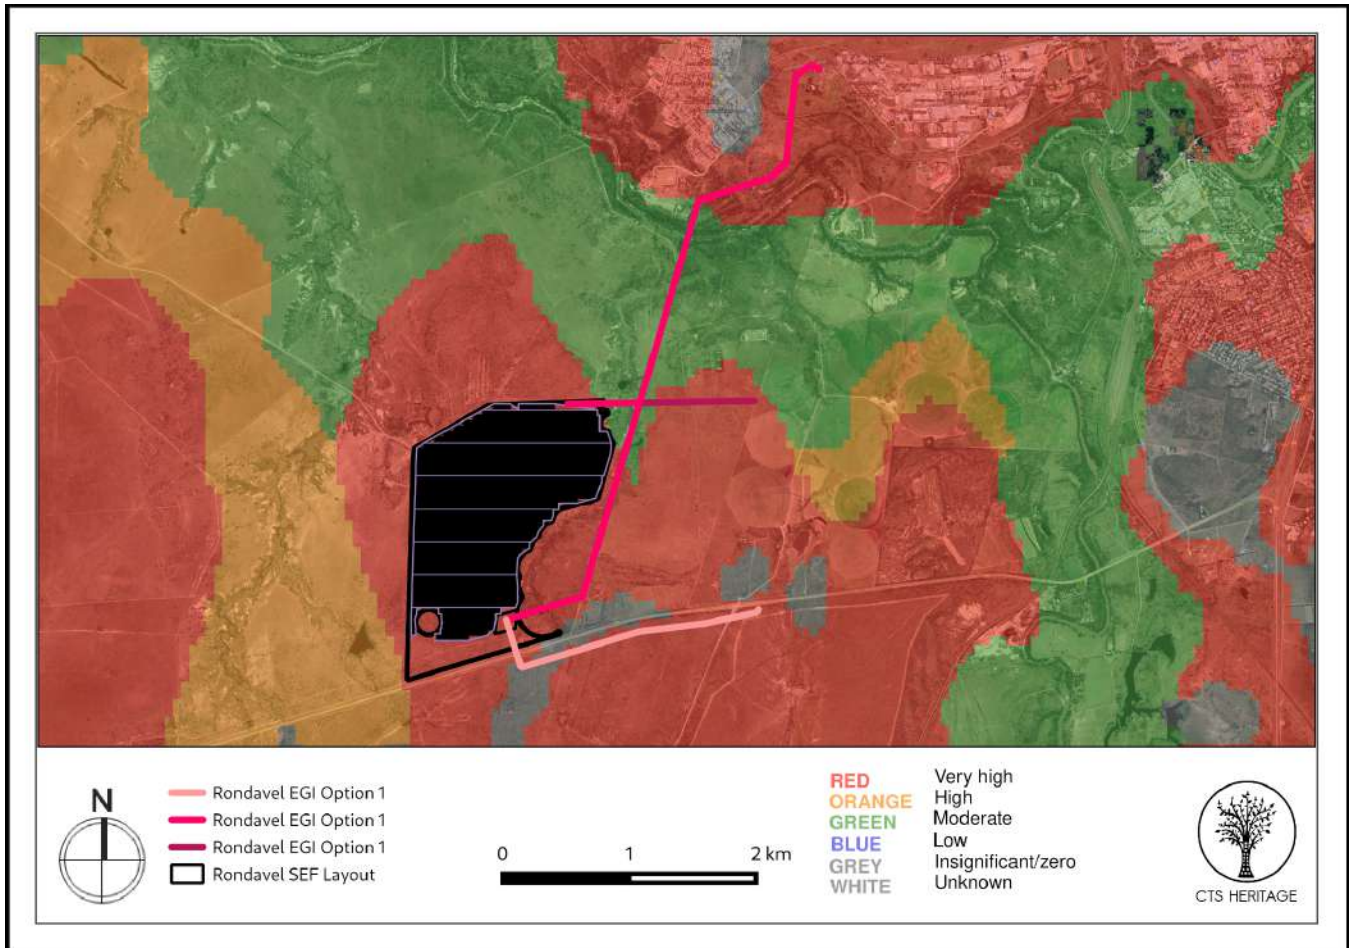 N
Rondavel EGI Option 1
Rondavel EGI Option 1
Rondavel EGI Option 1
Rondavel SEF Layout
0 1 2 km
RED Very high
ORANGE High
GREEN Moderate
BLUE Low
GREY Insignificant/zero
WHITE Unknown
CTS HERITAGE